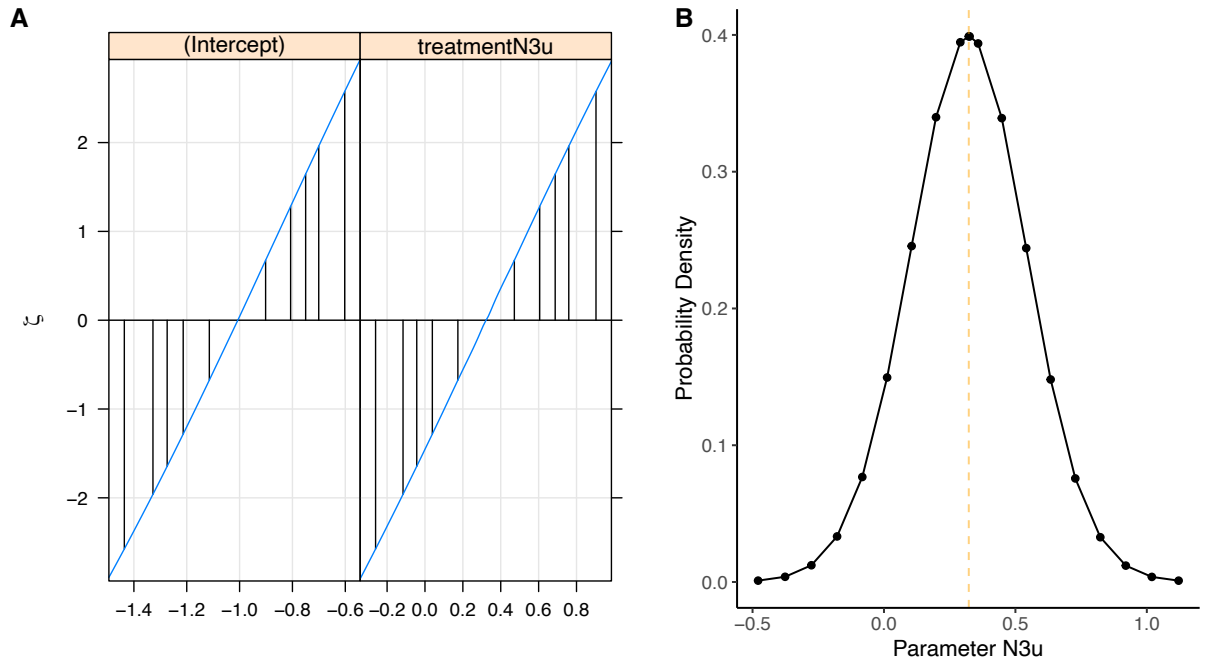 A
(Intercept)
treatmentN3u
ζ
2
1
0
−1
−2
−1.4 −1.2 −1.0 −0.8 −0.6
−0.2 0.0 0.2 0.4 0.6 0.8
B
Probability Density
0.4
0.3
0.2
0.1
0.0
−0.5 0.0 0.5 1.0
Parameter N3u